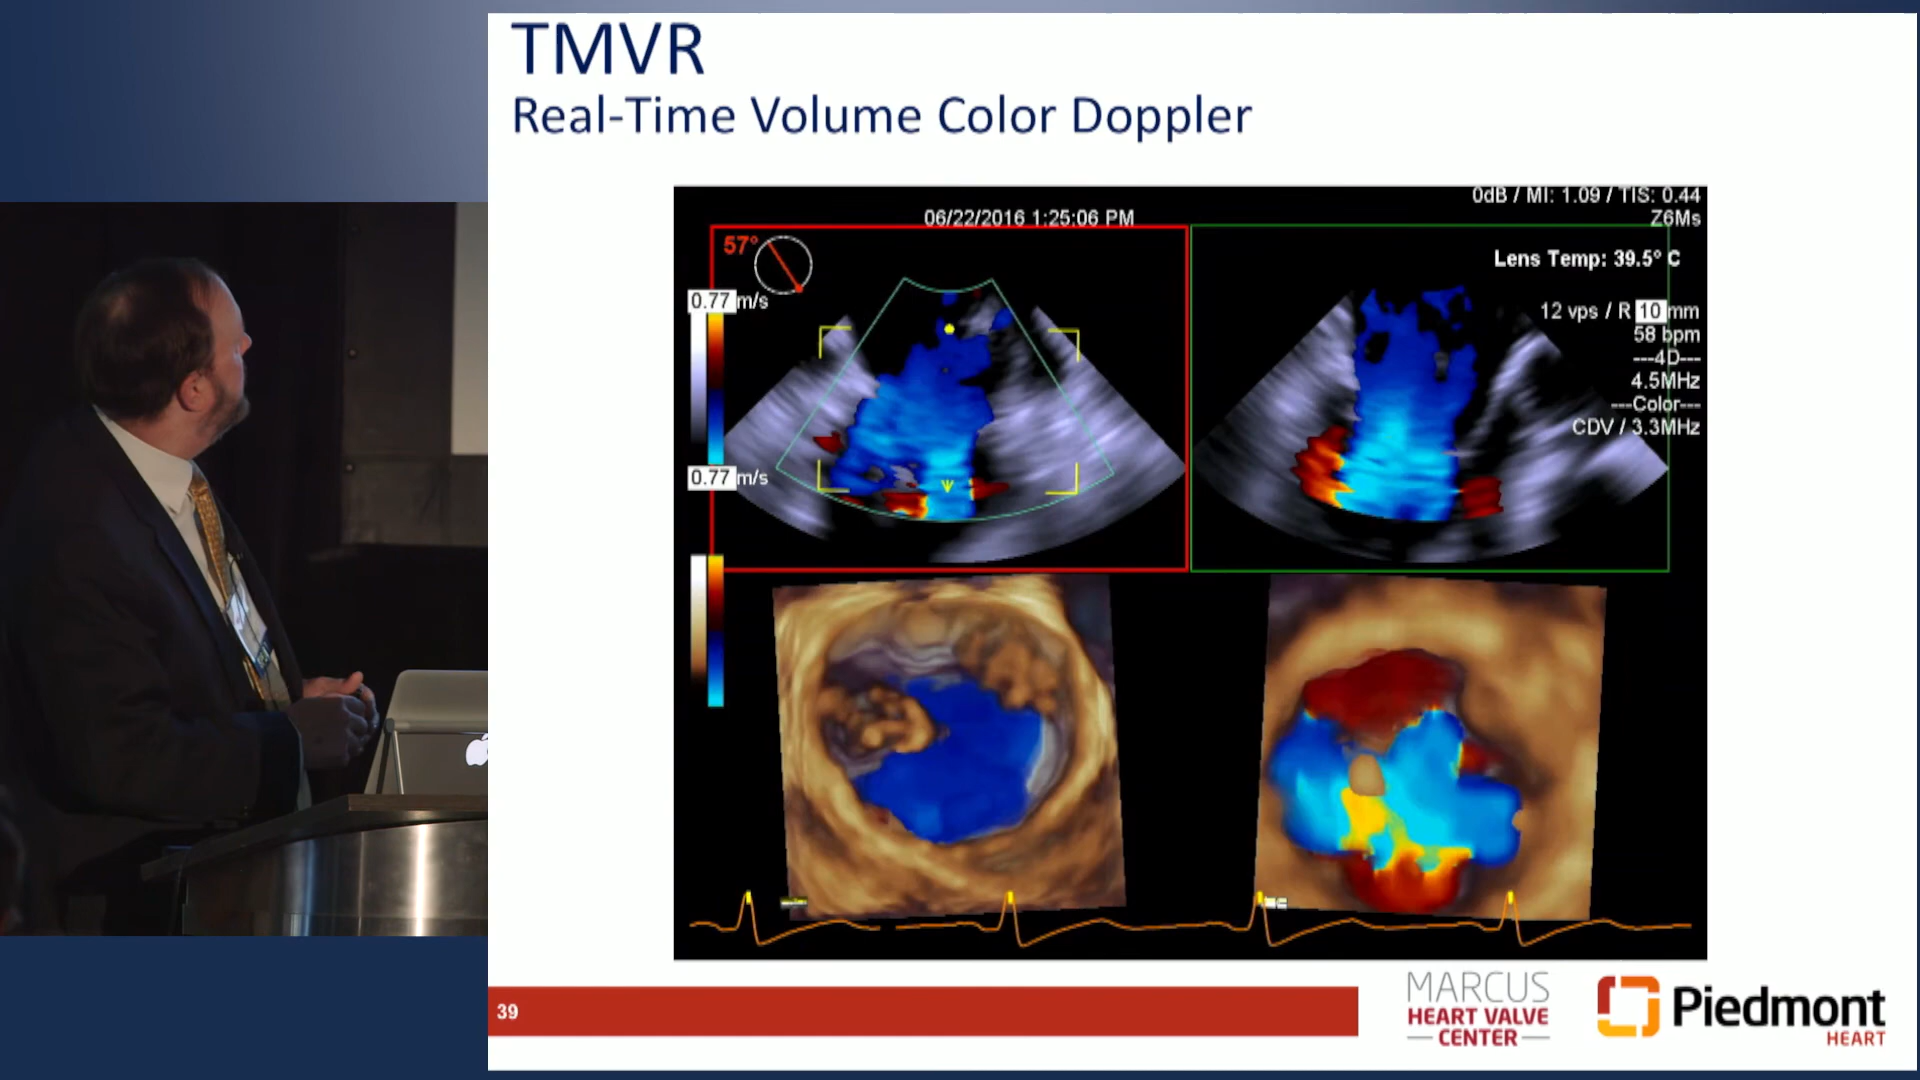 TMVR
Real-Time Volume Color Doppler
0dB / MI: 1.09 / TIS: 0.44
06/22/2016 1:25:06 PM
Z6Ms
57°
Lens Temp: 39.5° C
0.77 m/s
12 vps / R 10 mm
58 bpm
---4D---
4.5MHz
---Color---
CDV / 3.3MHz
0.77 m/s
39
MARCUS
HEART VALVE
CENTER
Piedmont
HEART